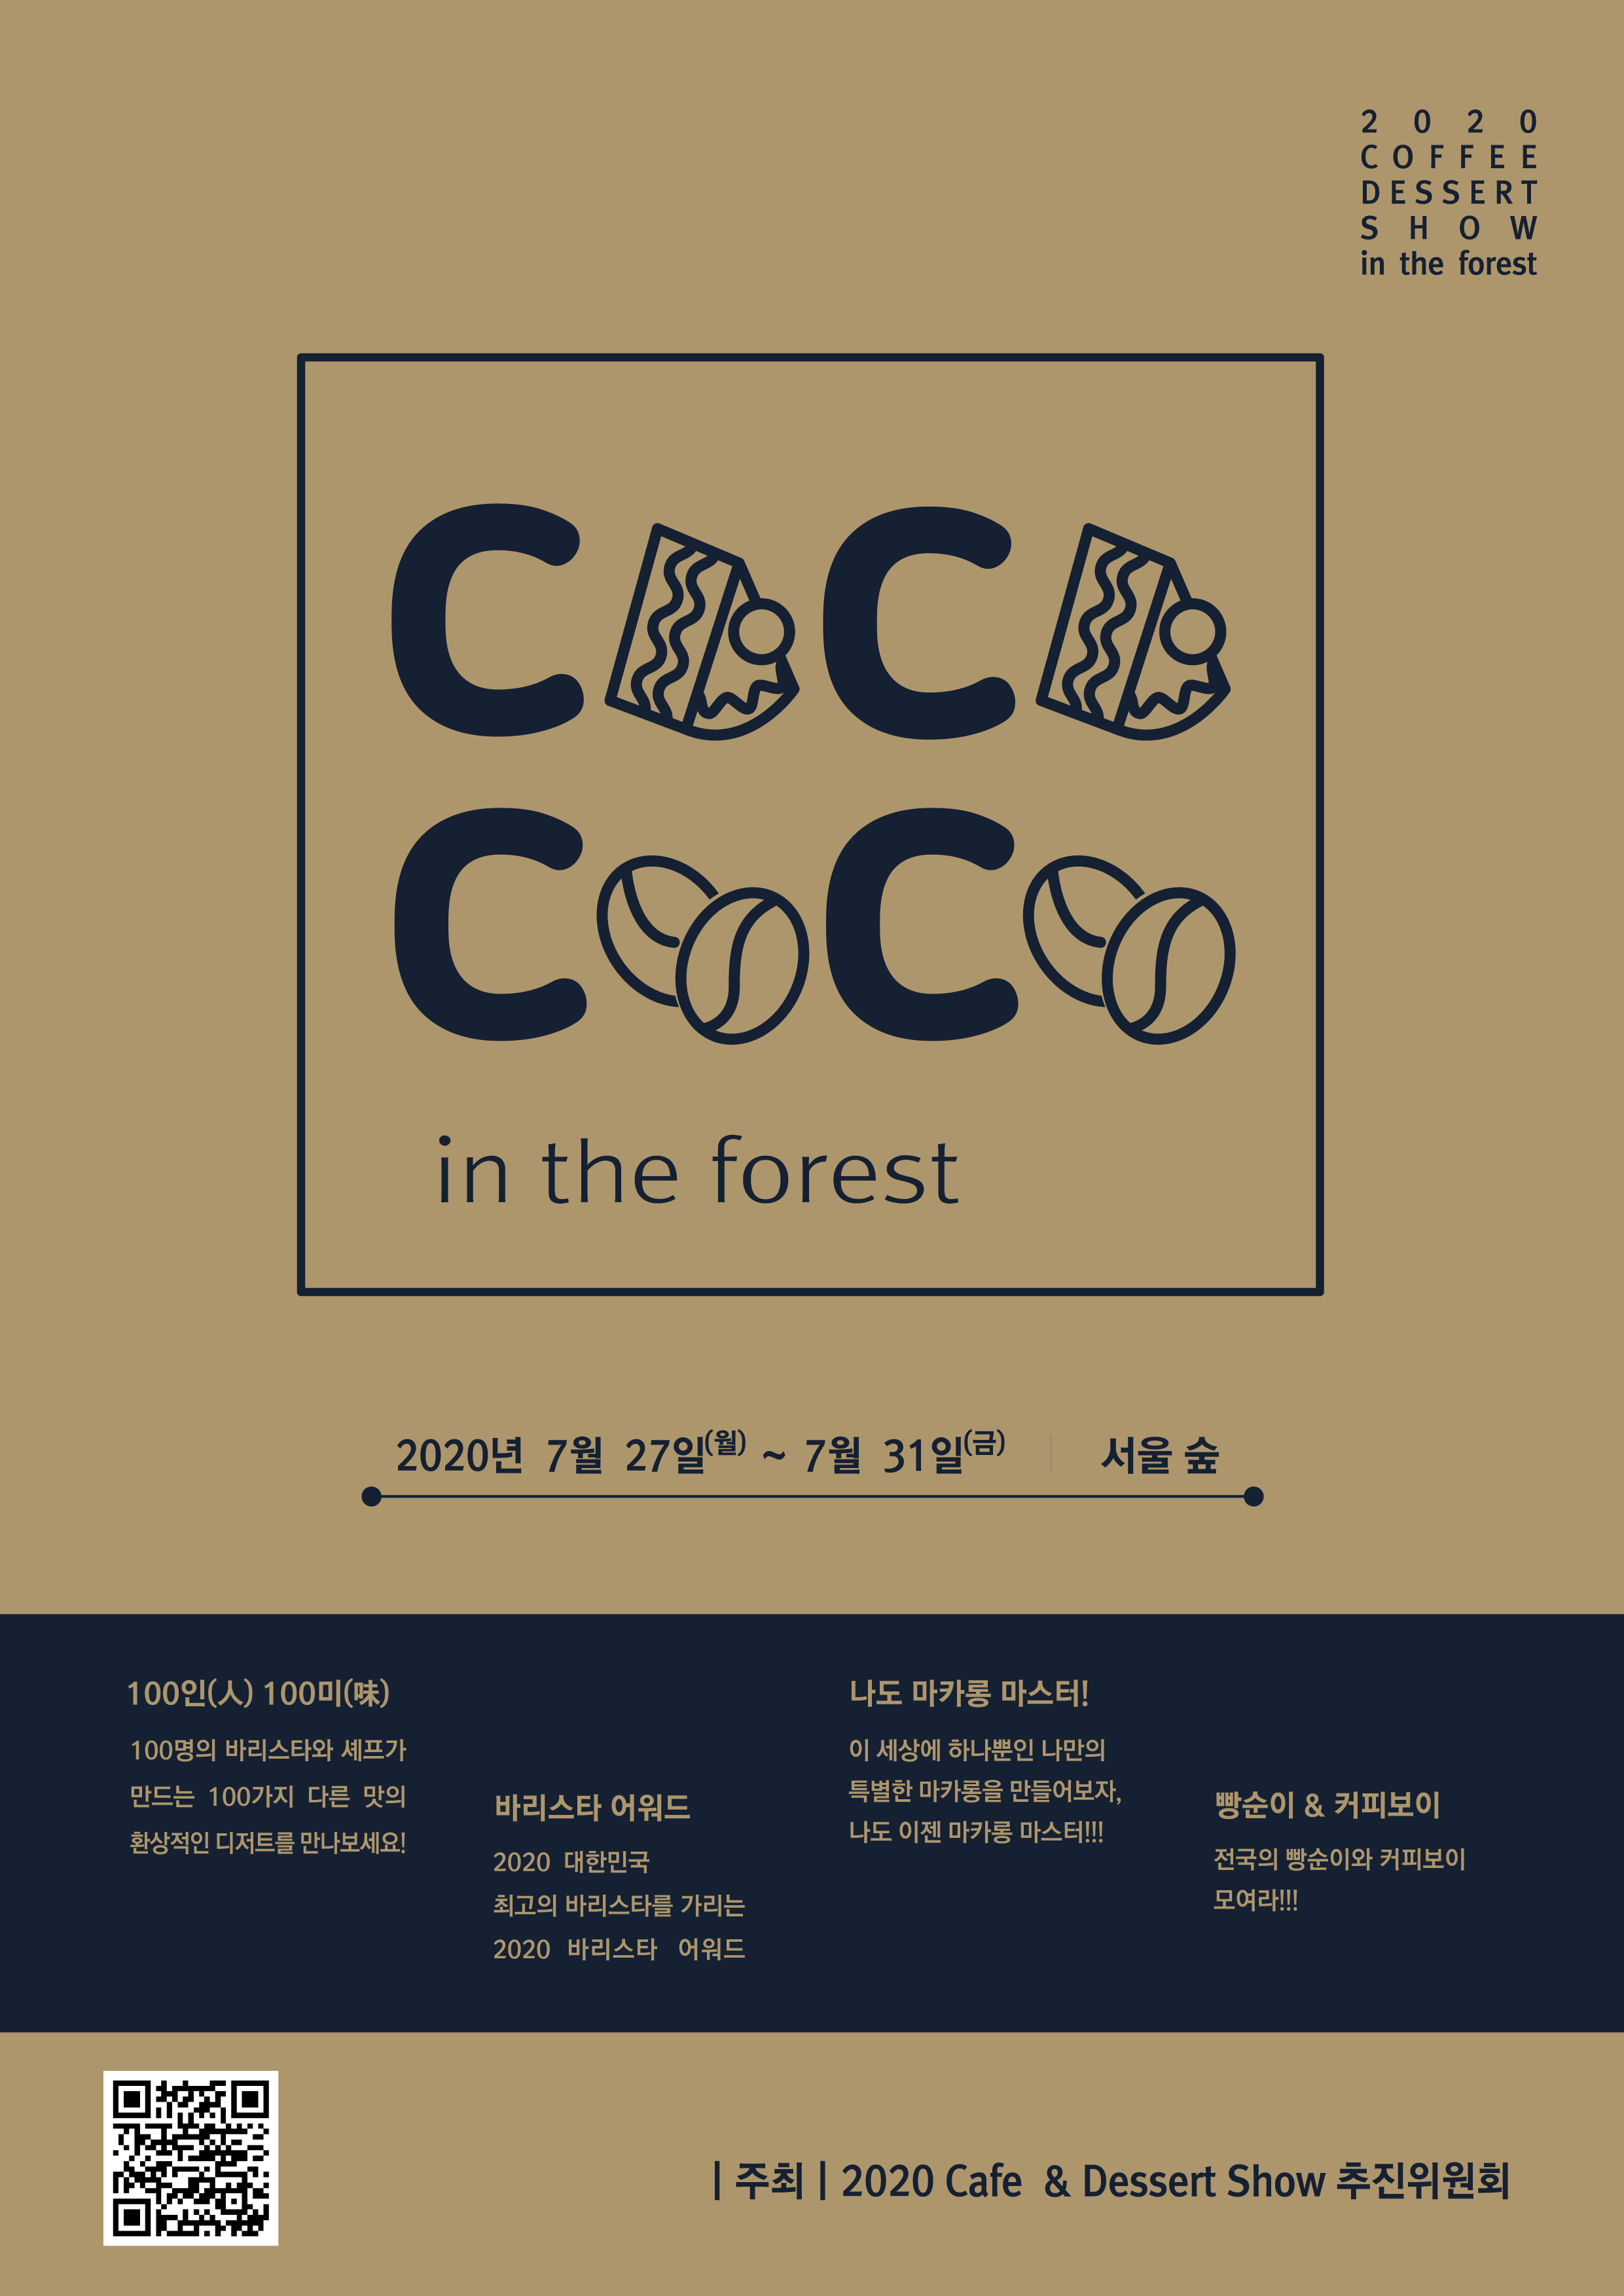 2020
COFFEE
DESSERT
SHOW
in the forest
C C
C C
in the forest
2020년 7월 27일(월) ~ 7월 31일(금) 서울 숲
100인(人) 100미(味)
100명의 바리스타와 셰프가
만드는 100가지 다른 맛의
환상적인 디저트를 만나보세요!
바리스타 어워드
2020 대한민국
최고의 바리스타를 가리는
2020 바리스타 어워드
나도 마카롱 마스터!
이 세상에 하나뿐인 나만의
특별한 마카롱을 만들어보자,
나도 이젠 마카롱 마스터!!!
빵순이 & 커피보이
전국의 빵순이와 커피보이
모여라!!!
| 주최 | 2020 Cafe & Dessert Show 추진위원회